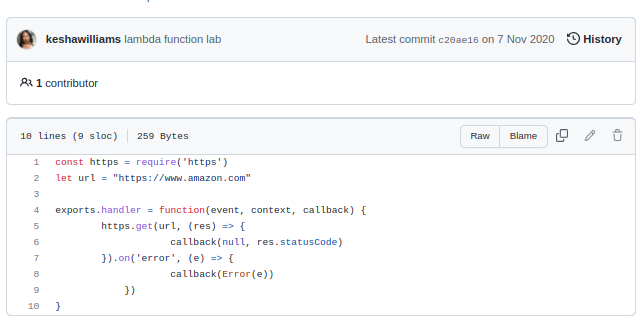 keshawilliams lambda function lab
Latest commit c20ae16 on 7 Nov 2020 History
1 contributor
10 lines (9 sloc) 259 Bytes
Raw Blame
1 const https = require('https')
2 let url = "https://www.amazon.com"
3
4 exports.handler = function(event, context, callback) {
5 https.get(url, (res) => {
6 callback(null, res.statusCode)
7 }).on('error', (e) => {
8 callback(Error(e))
9 })
10 }